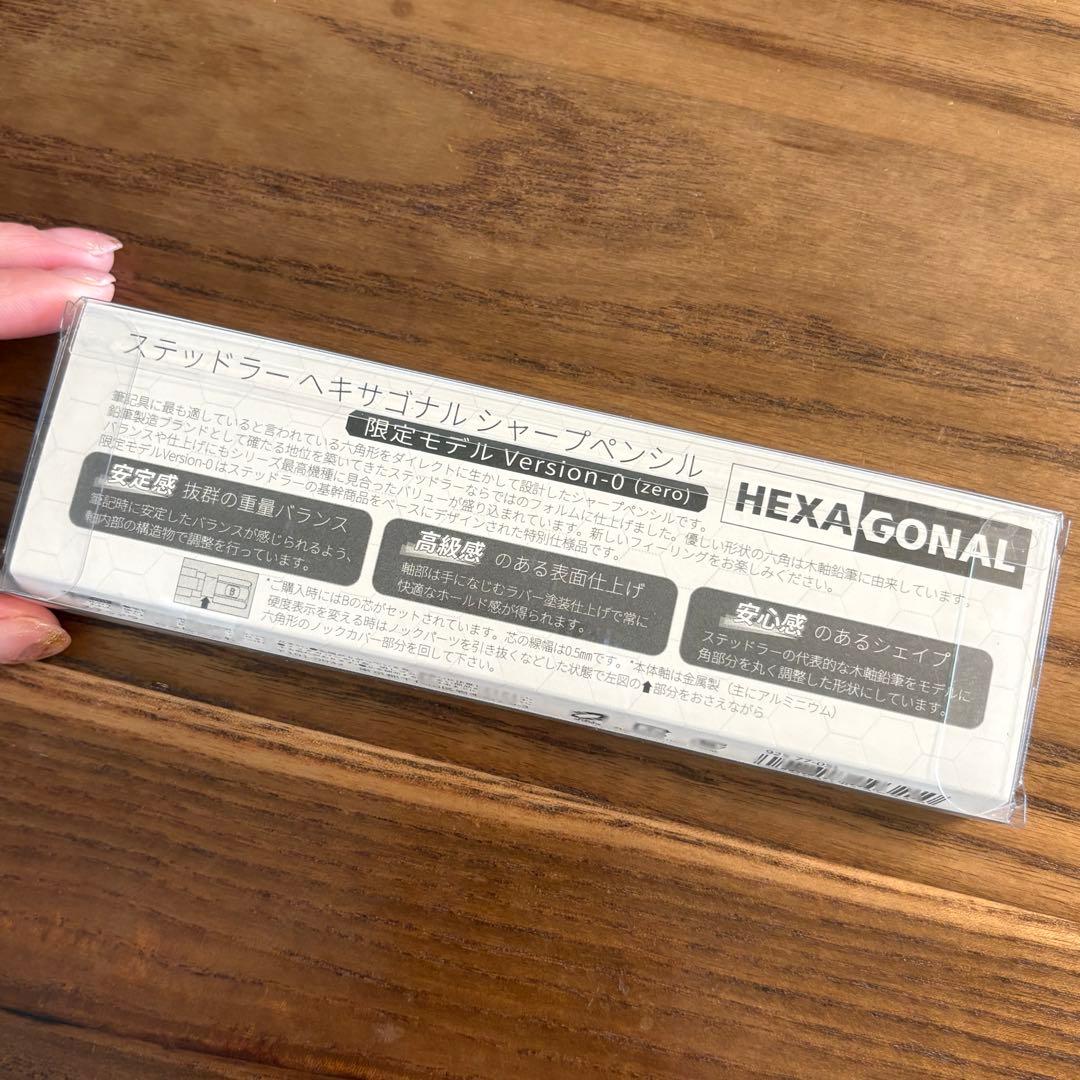 ステッドラー ヘキサゴナル シャープペンシル
限定モデル Version-0 (zero)
HEXAGONAL
筆記具に最も適していると言われている六角形をダイレクトに生かして設計したシャープペンシルです。
鉛筆製造ブランドとして確たる地位を築いてきたステッドラーならではのフォルムに仕上げました。優しい形状の六角は木軸鉛筆に由来しています。
バランスや仕上げにもシリーズ最高機種に見合ったバリューが盛り込まれています。新しいフィーリングをお楽しみください。
限定モデルVersion-0 はステッドラーの基幹商品をベースにデザインされた特別仕様品です。
安定感 抜群の重量バランス
筆記時に安定したバランスが感じられるよう、
軸内部の構造物で調整を行っています。
高級感 のある表面仕上げ
軸部は手になじむラバー塗装仕上げで常に
快適なホールド感が得られます。
安心感 のあるシェイプ
ステッドラーの代表的な木軸鉛筆をモデルに
角部分を丸く調整した形状にしています。
B
*ご購入時にはBの芯がセットされています。芯の線幅は0.5mmです。*本体軸は金属製（主にアルミニウム）
硬度表示を変える時はノックパーツを引き抜くなどした状態で左図の⬆部分をおさえながら
六角形のノックカバー部分を回して下さい。